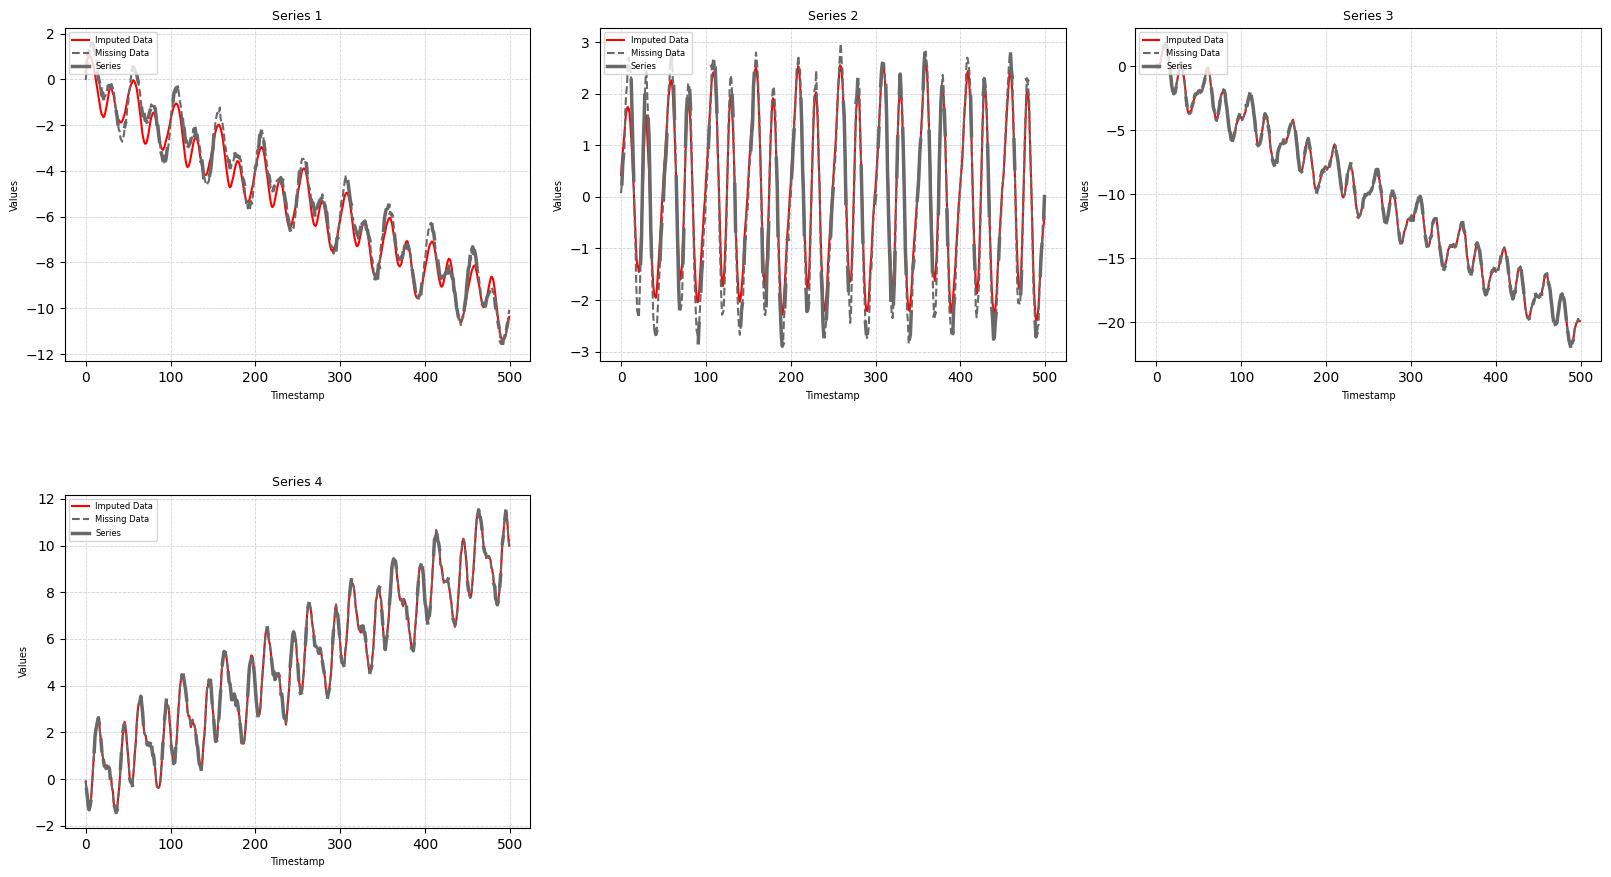 Series 1
2
0
−2
−4
−6
−8
−10
−12
Values
Imputed Data
Missing Data
Series
0 100 200 300 400 500
Timestamp
Series 2
3
2
1
0
−1
−2
−3
Values
Imputed Data
Missing Data
Series
0 100 200 300 400 500
Timestamp
Series 3
0
−5
−10
−15
−20
Values
Imputed Data
Missing Data
Series
0 100 200 300 400 500
Timestamp
Series 4
12
10
8
6
4
2
0
−2
Values
Imputed Data
Missing Data
Series
0 100 200 300 400 500
Timestamp